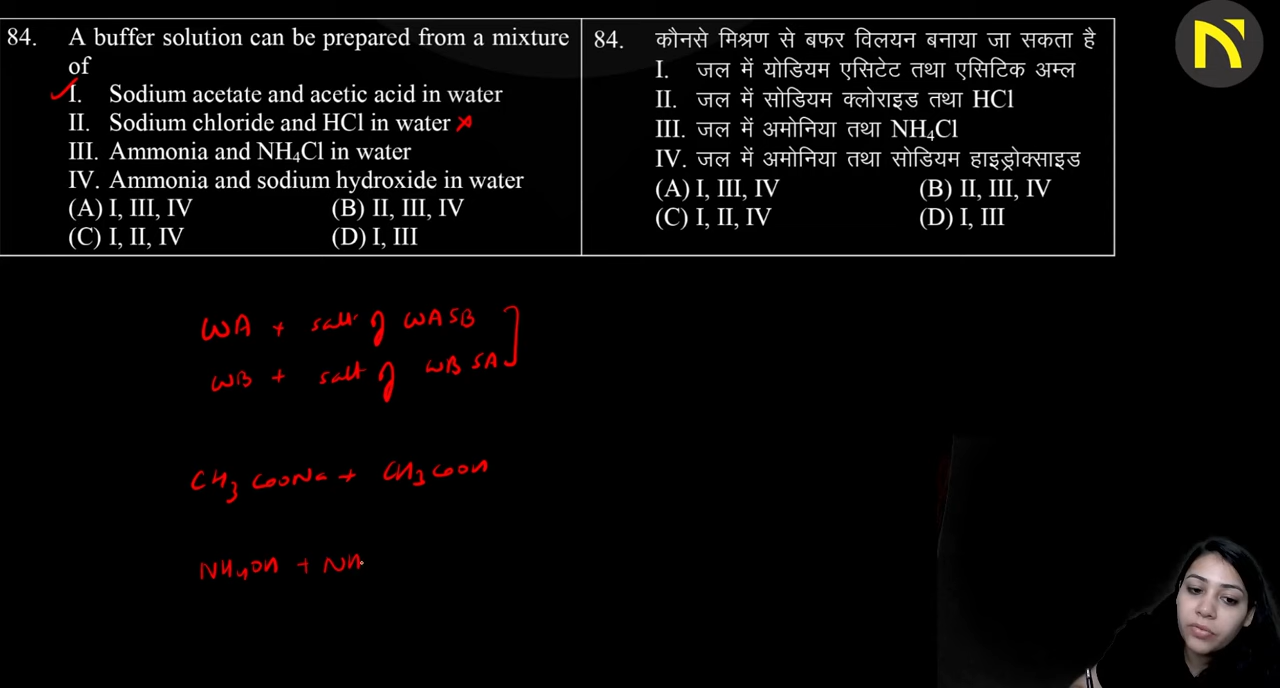 84. A buffer solution can be prepared from a mixture
of
I. Sodium acetate and acetic acid in water
II. Sodium chloride and HCl in water
III. Ammonia and NH₄Cl in water
IV. Ammonia and sodium hydroxide in water
(A) I, III, IV (B) II, III, IV
(C) I, II, IV (D) I, III
84. कौनसे मिश्रण से बफर विलयन बनाया जा सकता है
I. जल में योडियम एसिटेट तथा एसिटिक अम्ल
II. जल में सोडियम क्लोराइड तथा HCl
III. जल में अमोनिया तथा NH₄Cl
IV. जल में अमोनिया तथा सोडियम हाइड्रोक्साइड
(A) I, III, IV (B) II, III, IV
(C) I, II, IV (D) I, III
N
WA + salt of WASB
WB + salt of WB SA
CH₃COONa + CH₃COOH
NH₄OH + NH